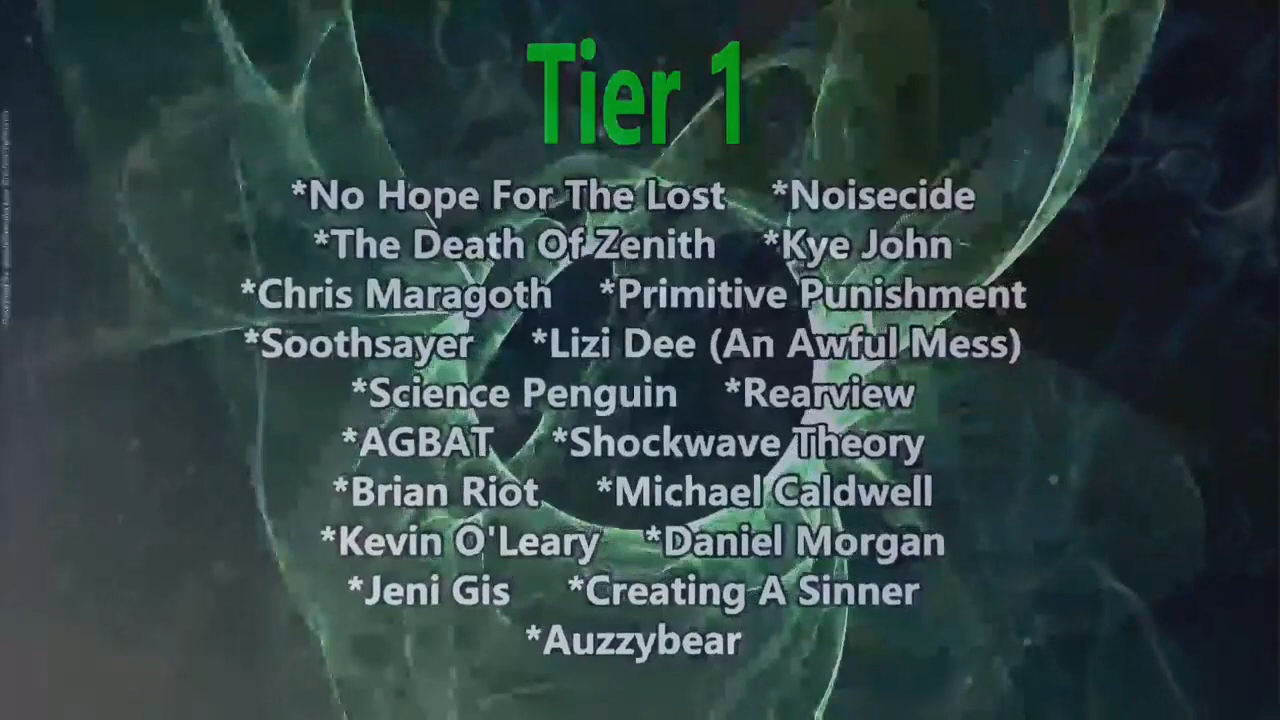 Tier 1
*No Hope For The Lost *Noisecide
*The Death Of Zenith *Kye John
*Chris Maragoth *Primitive Punishment
*Soothsayer *Lizi Dee (An Awful Mess)
*Science Penguin *Rearview
*AGBAT *Shockwave Theory
*Brian Riot *Michael Caldwell
*Kevin O'Leary *Daniel Morgan
*Jeni Gis *Creating A Sinner
*Auzzybear